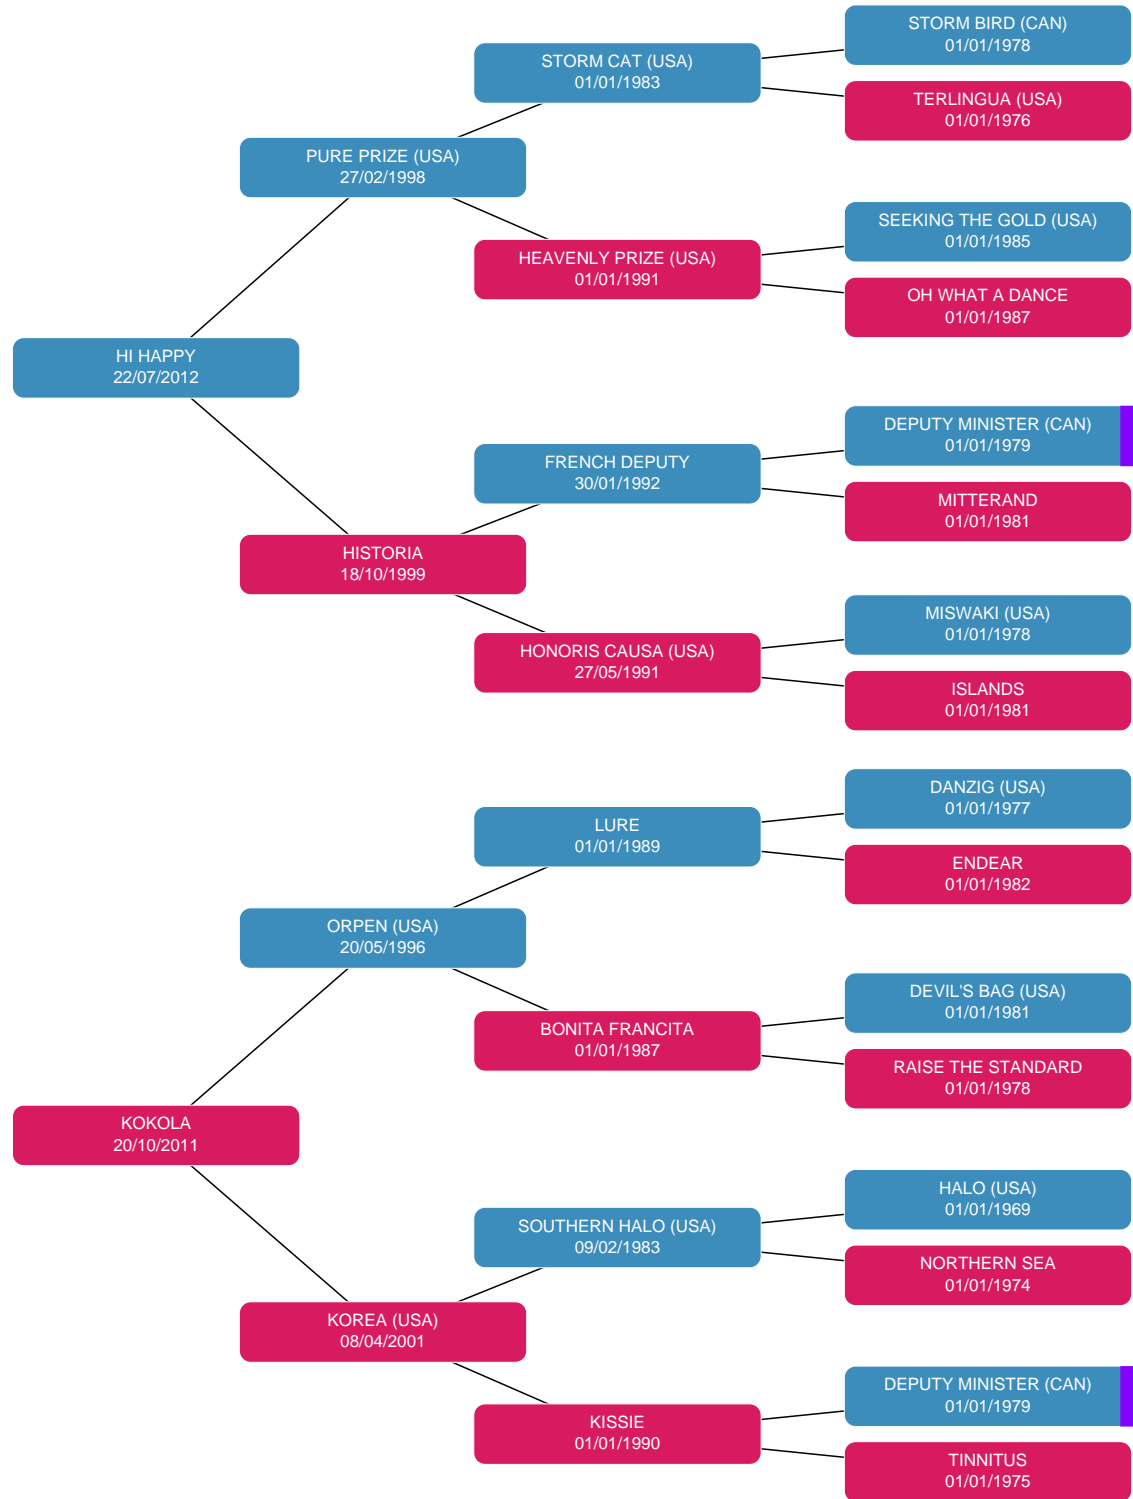 STORM BIRD (CAN)
01/01/1978
STORM CAT (USA)
01/01/1983
TERLINGUA (USA)
01/01/1976
PURE PRIZE (USA)
27/02/1998
SEEKING THE GOLD (USA)
01/01/1985
HEAVENLY PRIZE (USA)
01/01/1991
OH WHAT A DANCE
01/01/1987
HI HAPPY
22/07/2012
DEPUTY MINISTER (CAN)
01/01/1979
FRENCH DEPUTY
30/01/1992
MITTERAND
01/01/1981
HISTORIA
18/10/1999
MISWAKI (USA)
01/01/1978
HONORIS CAUSA (USA)
27/05/1991
ISLANDS
01/01/1981
DANZIG (USA)
01/01/1977
LURE
01/01/1989
ENDEAR
01/01/1982
ORPEN (USA)
20/05/1996
DEVIL'S BAG (USA)
01/01/1981
BONITA FRANCITA
01/01/1987
RAISE THE STANDARD
01/01/1978
KOKOLA
20/10/2011
HALO (USA)
01/01/1969
SOUTHERN HALO (USA)
09/02/1983
NORTHERN SEA
01/01/1974
KOREA (USA)
08/04/2001
DEPUTY MINISTER (CAN)
01/01/1979
KISSIE
01/01/1990
TINNITUS
01/01/1975